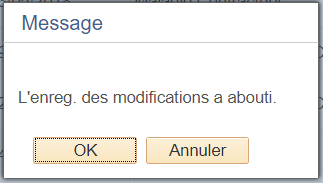 Message
L'enreg. des modifications a abouti.
OK
Annuler